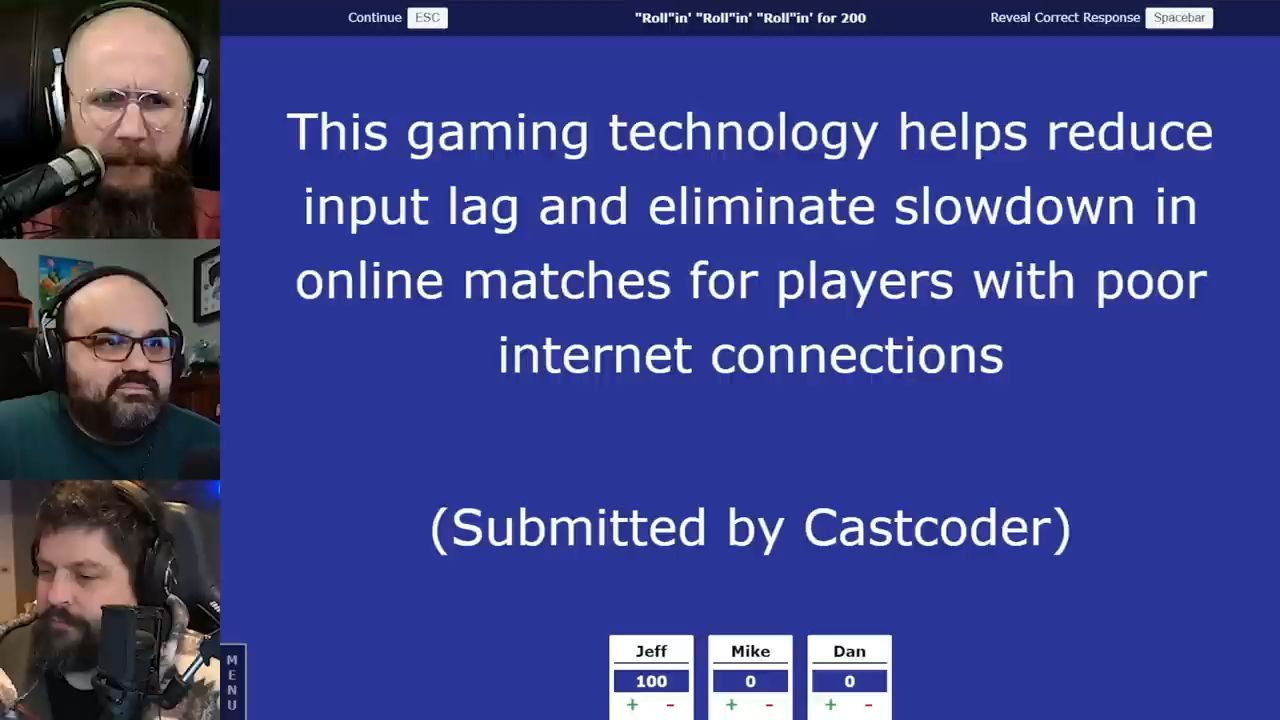 Continue ESC
"Roll"in' "Roll"in' "Roll"in' for 200
Reveal Correct Response Spacebar
This gaming technology helps reduce
input lag and eliminate slowdown in
online matches for players with poor
internet connections
(Submitted by Castcoder)
MENU
Jeff Mike Dan
100 0 0
+ - + - + -